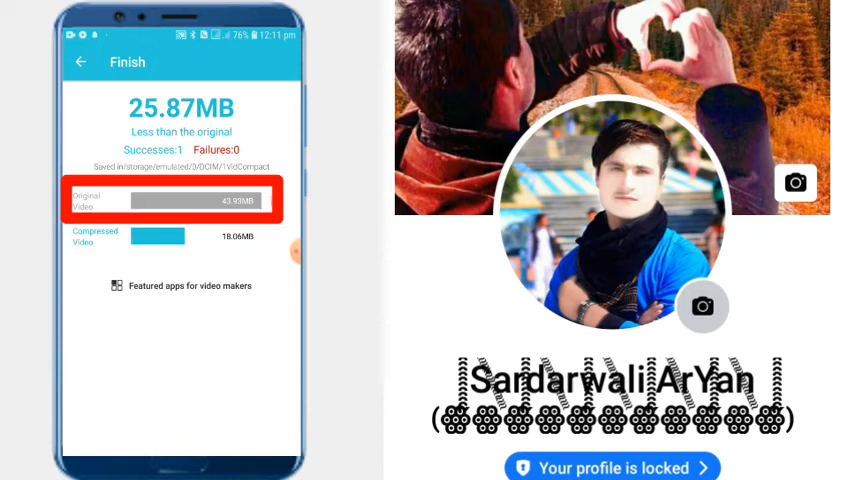 76% 12:11 pm
Finish
25.87MB
Less than the original
Successes:1 Failures:0
Saved in/storage/emulated/0/DCIM/1VidCompact
Original
Video
43.93MB
Compressed
Video
18.06MB
Featured apps for video makers
Sardarwali ArYan
Your profile is locked